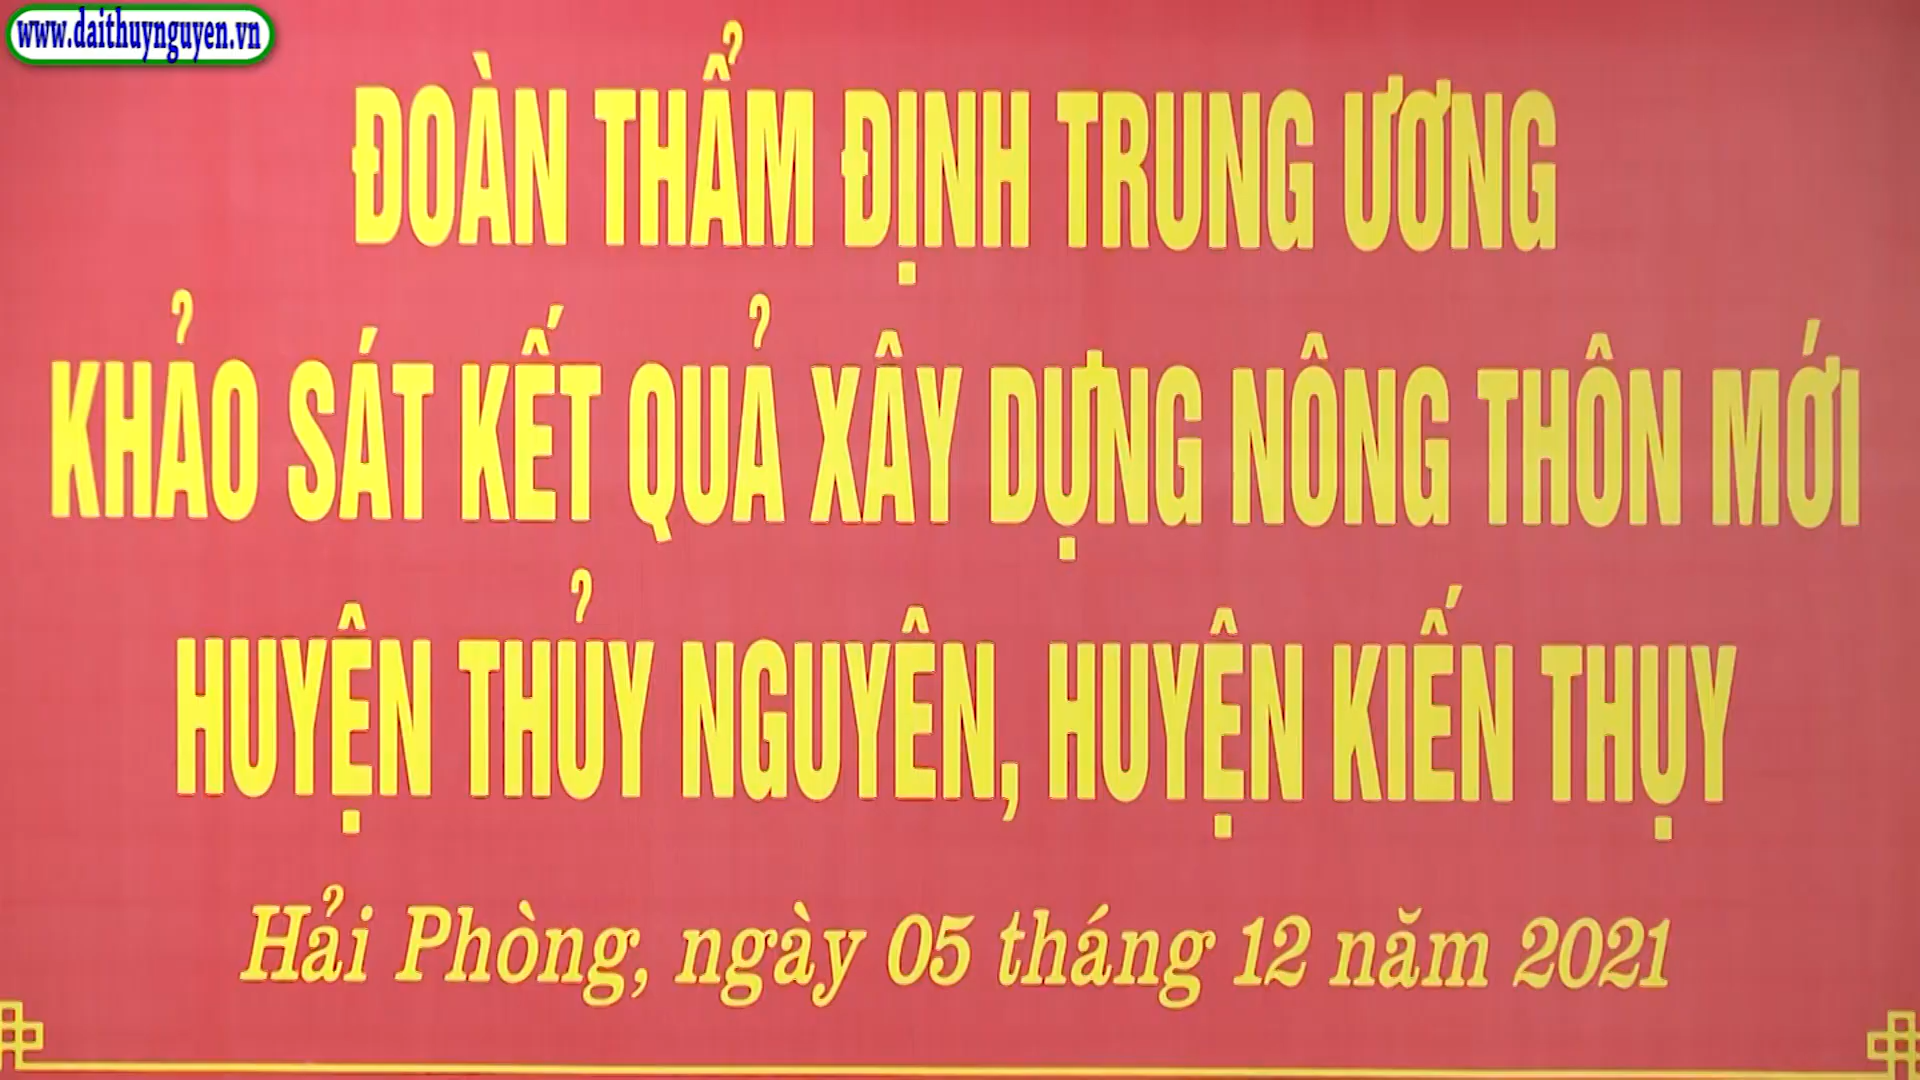 www.daithuynguyen.vn
ĐOÀN THẨM ĐỊNH TRUNG ƯƠNG
KHẢO SÁT KẾT QUẢ XÂY DỰNG NÔNG THÔN MỚI
HUYỆN THỦY NGUYÊN, HUYỆN KIẾN THỤY
Hải Phòng, ngày 05 tháng 12 năm 2021